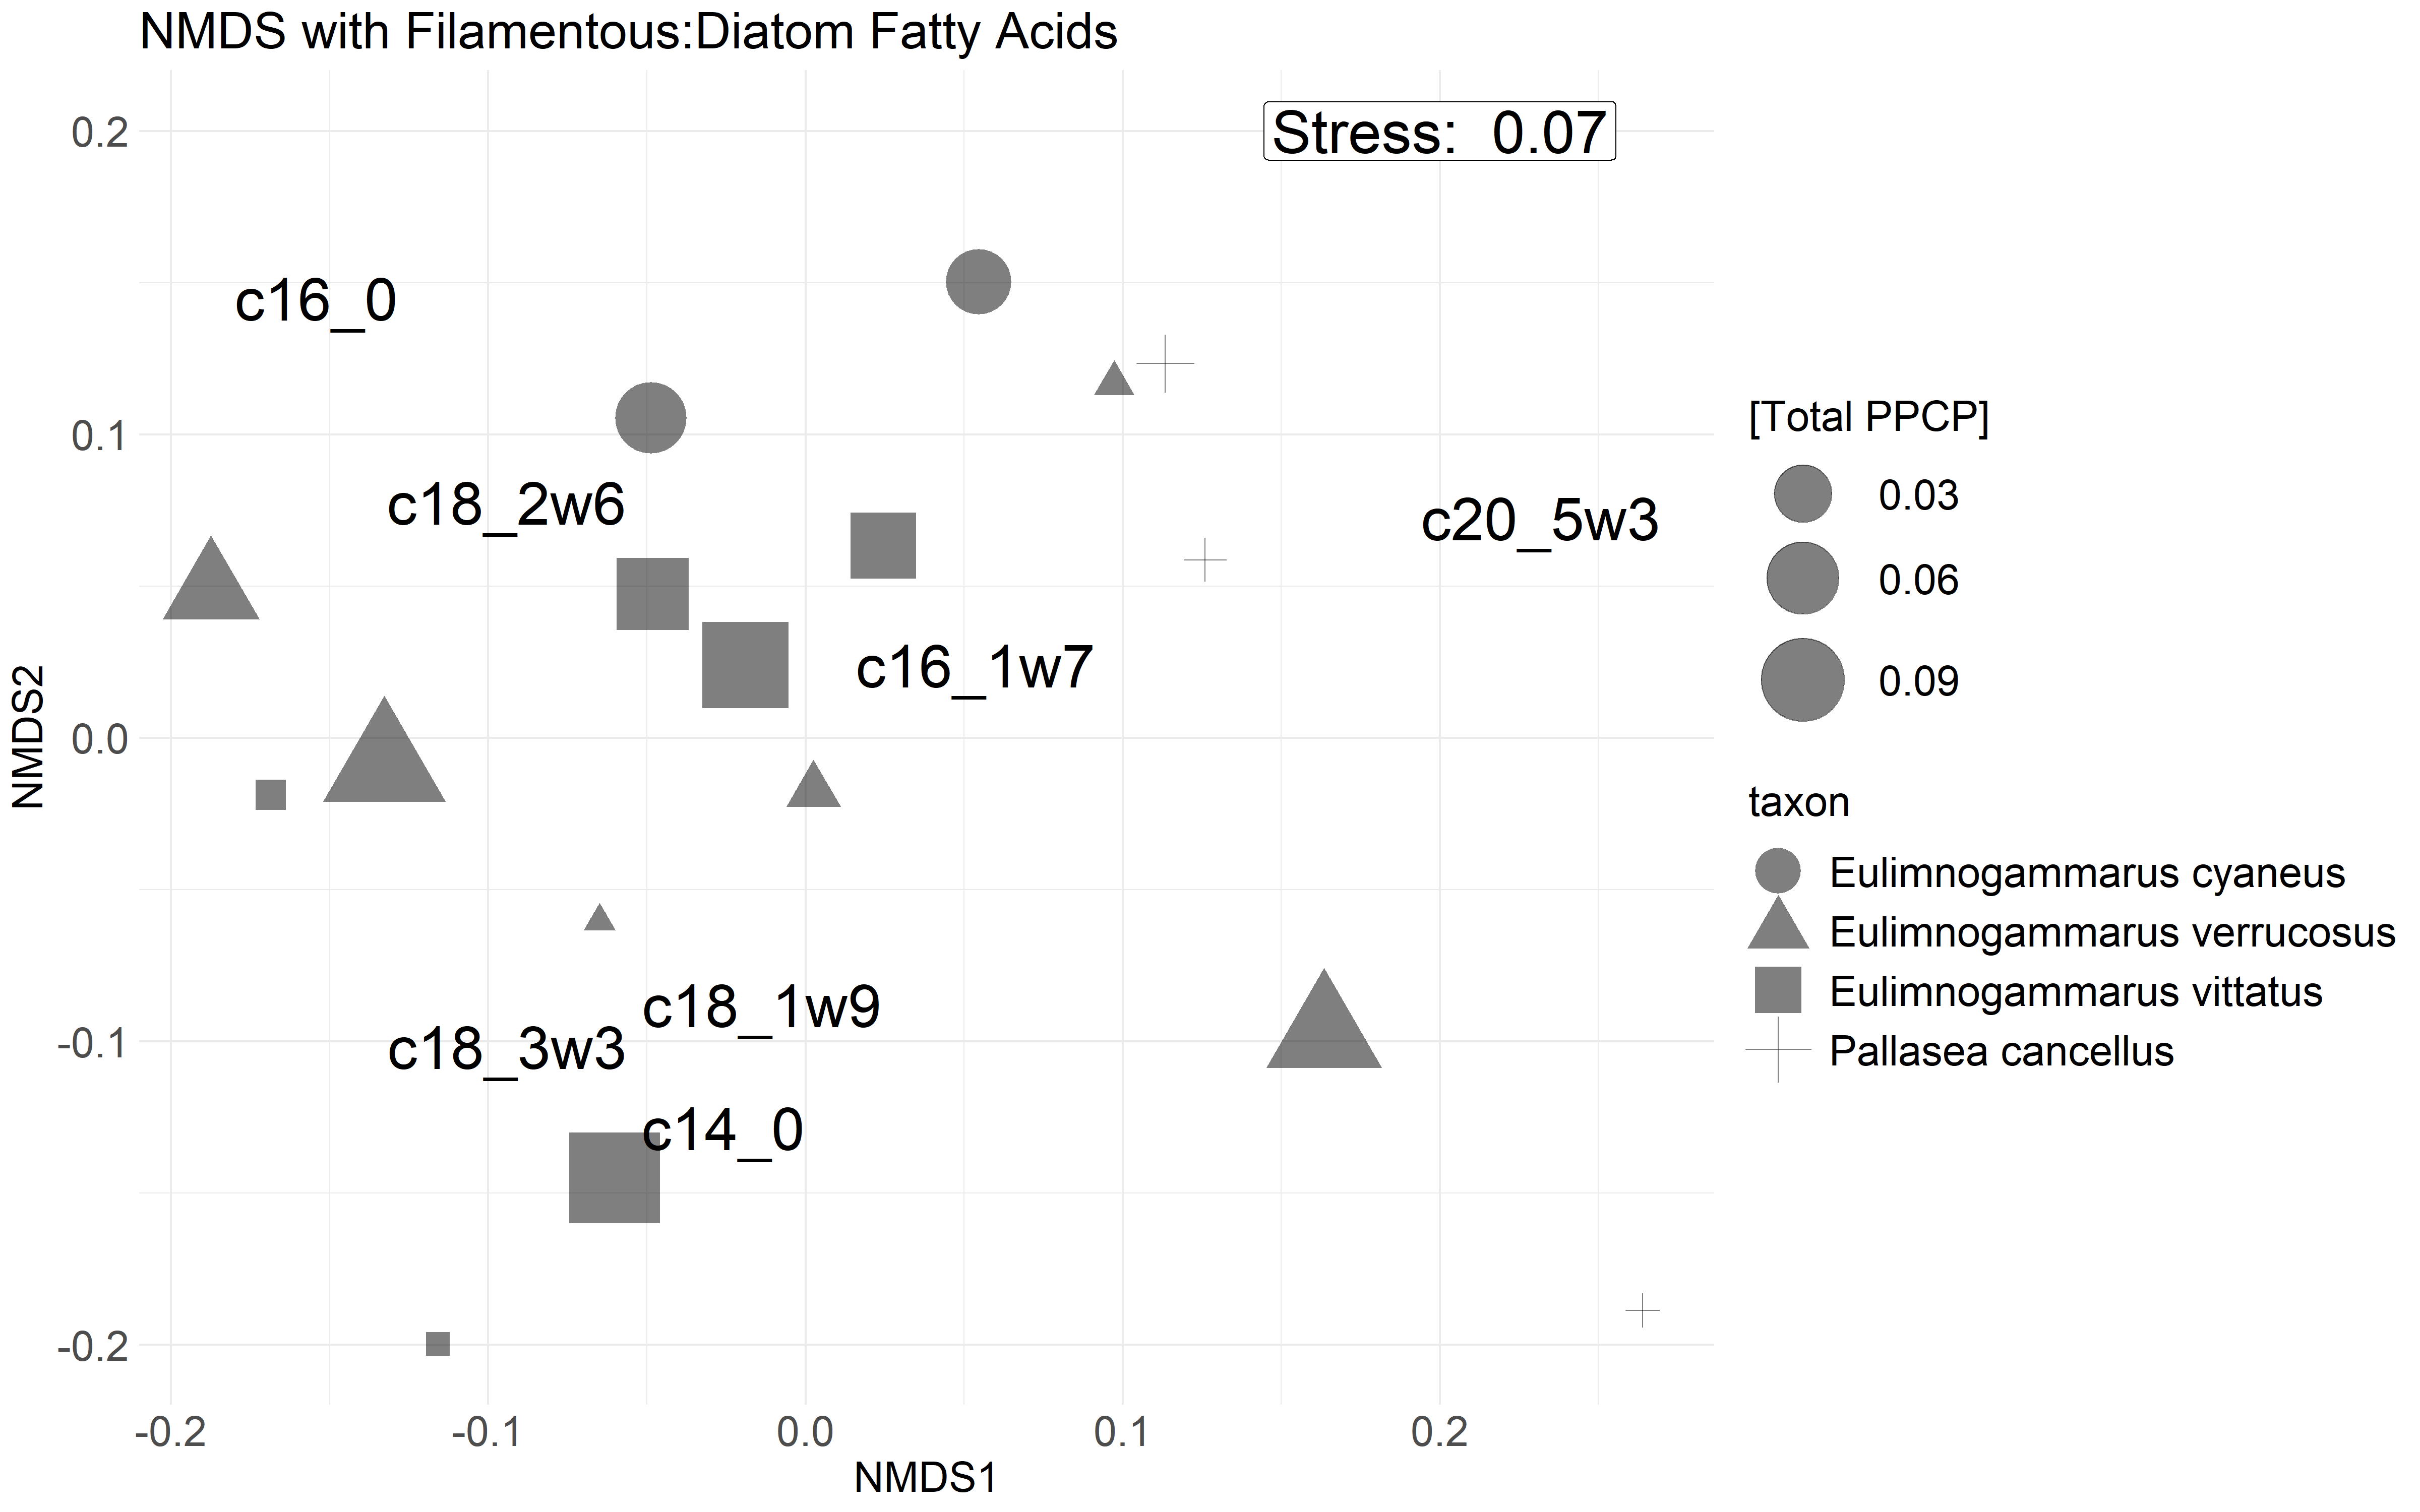 NMDS with Filamentous:Diatom Fatty Acids
Stress:  0.07
0.2
0.1
0.0
-0.1
-0.2
NMDS2
c16_0
c18_2w6
c20_5w3
c16_1w7
c18_1w9
c18_3w3
c14_0
-0.2
-0.1
0.0
0.1
0.2
NMDS1
[Total PPCP]
0.03
0.06
0.09
taxon
Eulimnogammarus cyaneus
Eulimnogammarus verrucosus
Eulimnogammarus vittatus
Pallasea cancellus